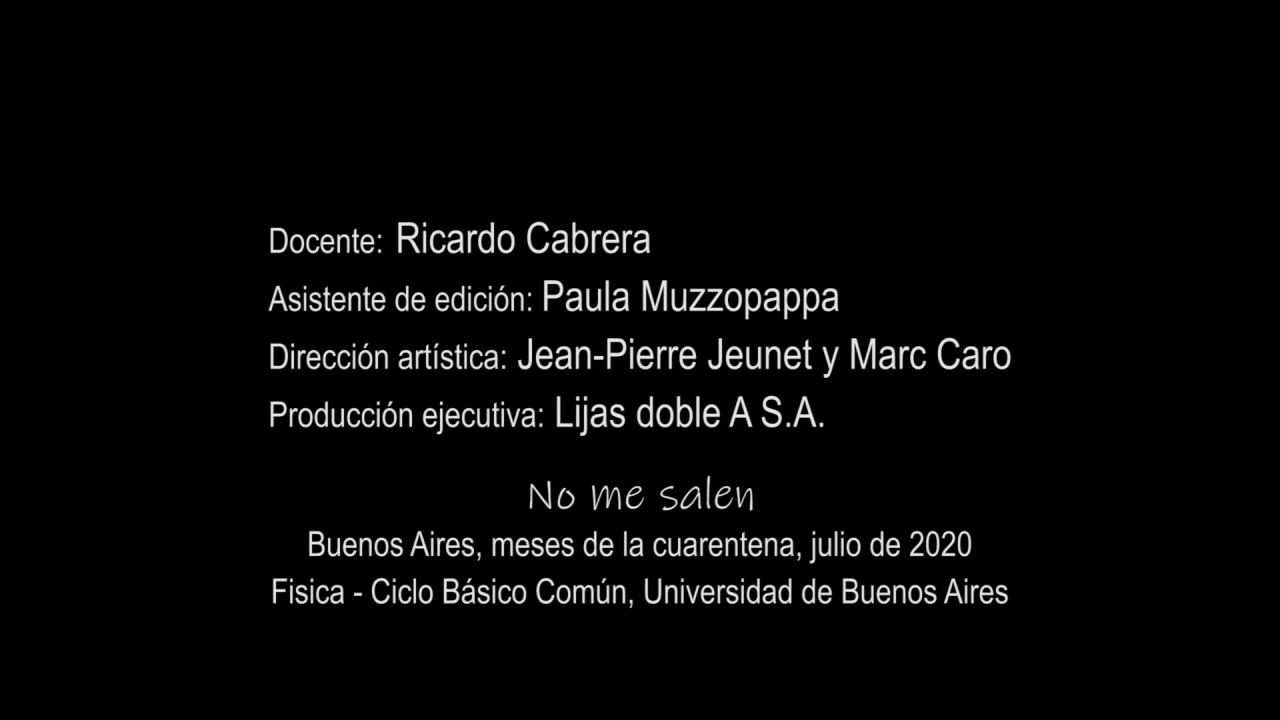 Docente: Ricardo Cabrera
Asistente de edición: Paula Muzzopappa
Dirección artística: Jean-Pierre Jeunet y Marc Caro
Producción ejecutiva: Lijas doble A S.A.
No me salen
Buenos Aires, meses de la cuarentena, julio de 2020
Fisica - Ciclo Básico Común, Universidad de Buenos Aires